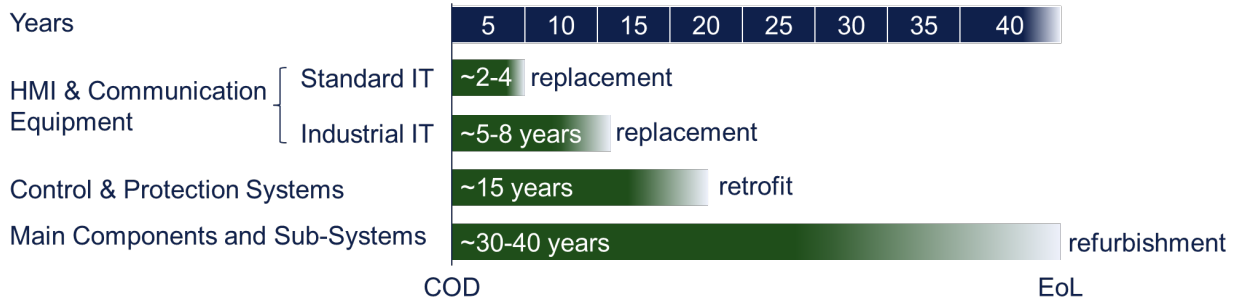 Years
5 10 15 20 25 30 35 40
HMI & Communication
Equipment
Standard IT ~2-4 replacement
Industrial IT ~5-8 years replacement
Control & Protection Systems ~15 years retrofit
Main Components and Sub-Systems ~30-40 years refurbishment
COD EoL